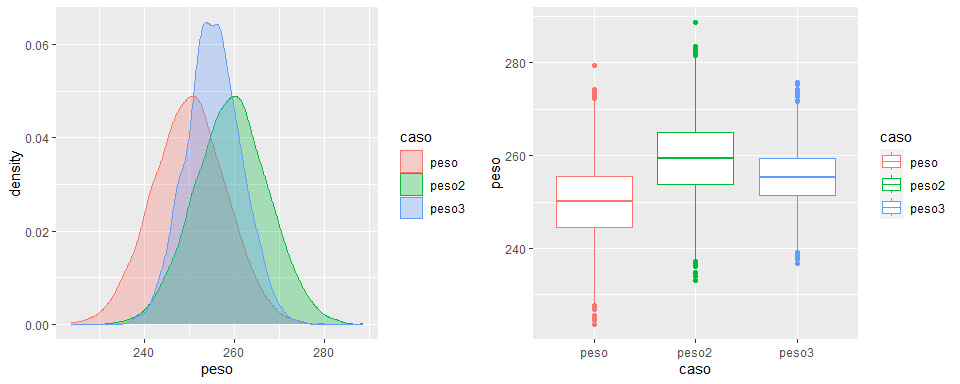 0.06
0.04
0.02
0.00
density
240
260
280
peso
caso
peso
peso2
peso3
280
260
240
peso
peso
peso2
peso3
caso
caso
peso
peso2
peso3